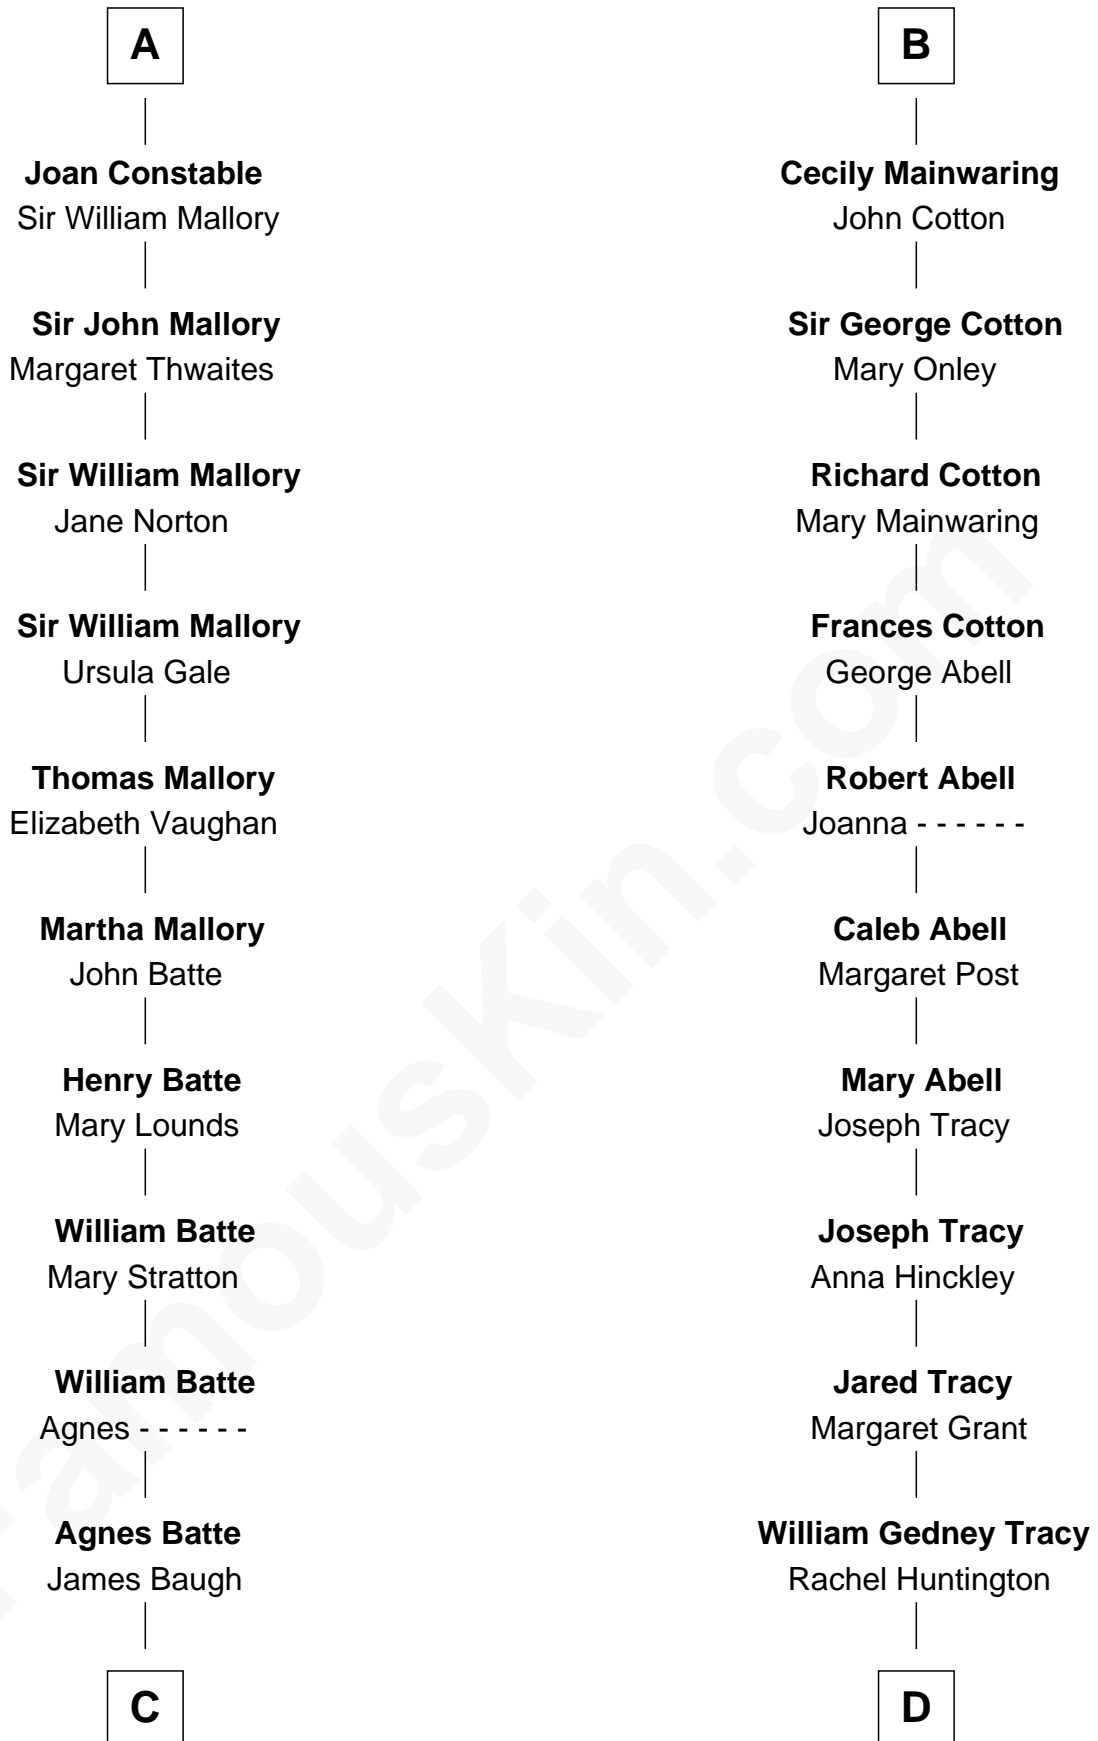 A
Joan Constable
Sir William Mallory
Sir John Mallory
Margaret Thwaites
Sir William Mallory
Jane Norton
Sir William Mallory
Ursula Gale
Thomas Mallory
Elizabeth Vaughan
Martha Mallory
John Batte
Henry Batte
Mary Lounds
William Batte
Mary Stratton
William Batte
Agnes - - - - - -
Agnes Batte
James Baugh
C
B
Cecily Mainwaring
John Cotton
Sir George Cotton
Mary Onley
Richard Cotton
Mary Mainwaring
Frances Cotton
George Abell
Robert Abell
Joanna - - - - - -
Caleb Abell
Margaret Post
Mary Abell
Joseph Tracy
Joseph Tracy
Anna Hinckley
Jared Tracy
Margaret Grant
William Gedney Tracy
Rachel Huntington
D
FamousKin.com